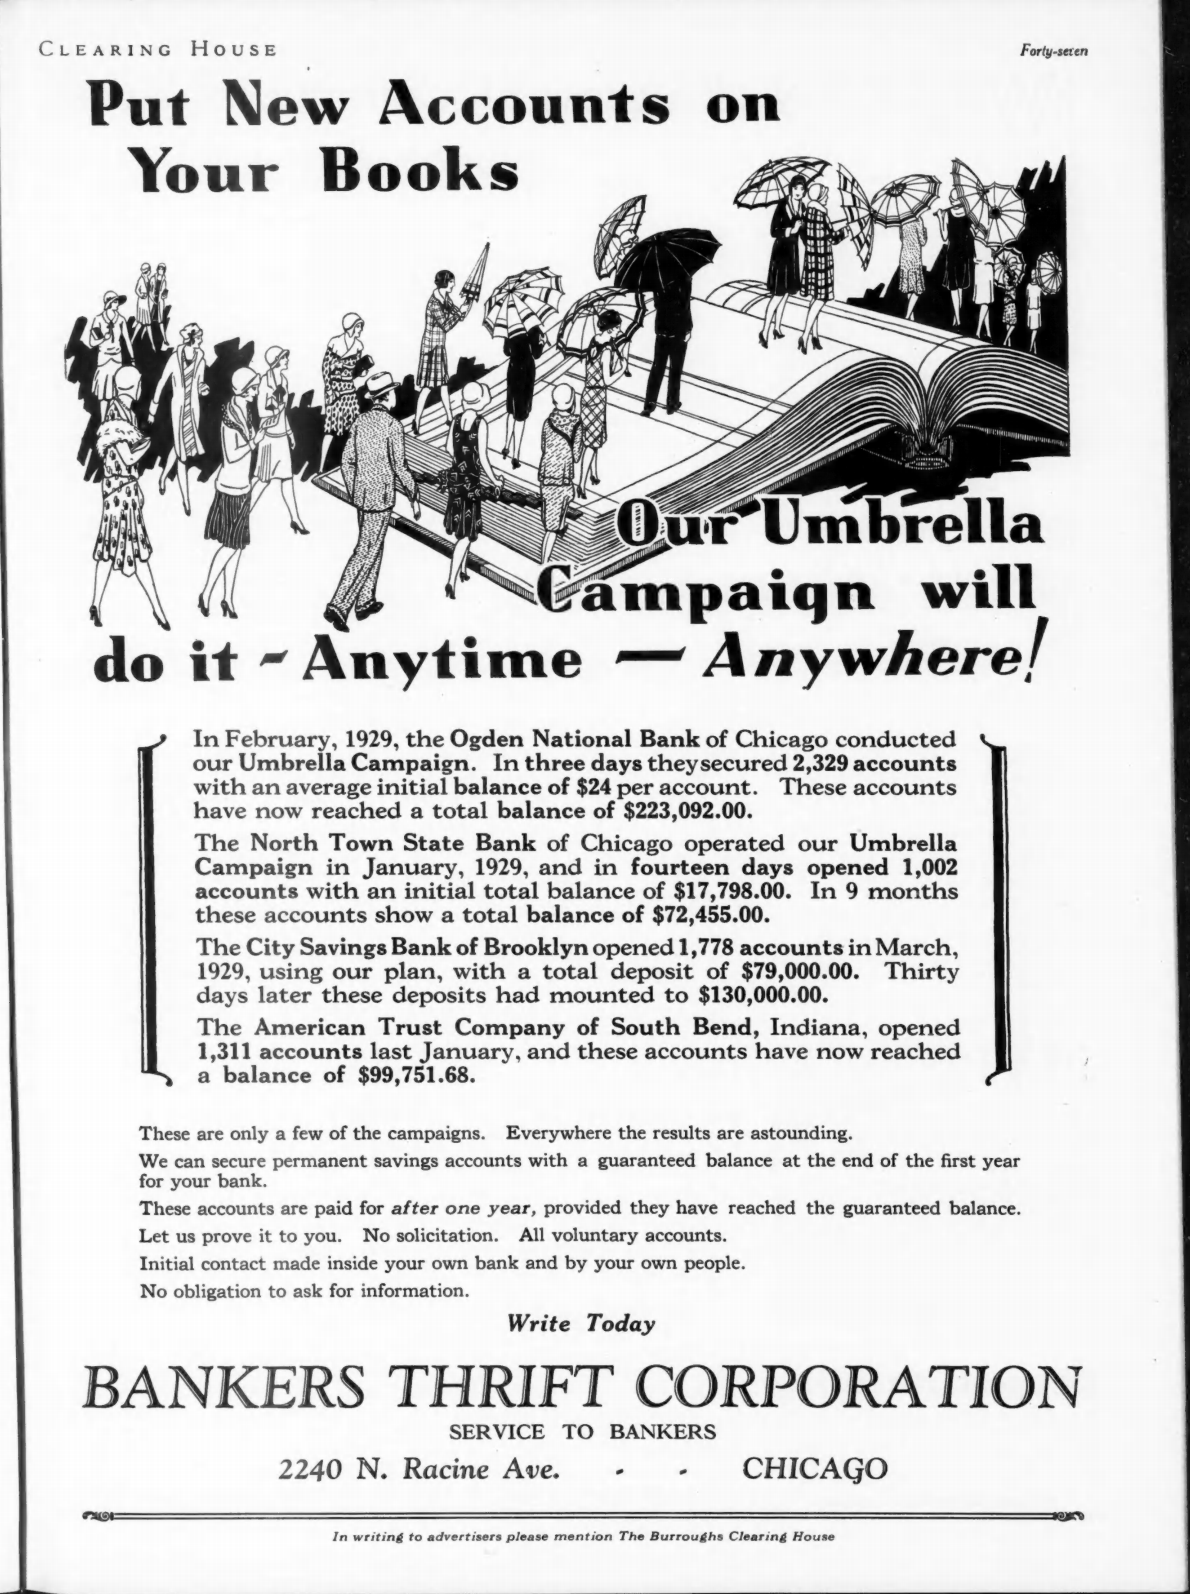 CLEARING HOUSE
Forty-seven
Put New Accounts on
Your Books
Our Umbrella
Campaign will
do it - Anytime — Anywhere!
In February, 1929, the Ogden National Bank of Chicago conducted
our Umbrella Campaign. In three days they secured 2,329 accounts
with an average initial balance of $24 per account. These accounts
have now reached a total balance of $223,092.00.
The North Town State Bank of Chicago operated our Umbrella
Campaign in January, 1929, and in fourteen days opened 1,002
accounts with an initial total balance of $17,798.00. In 9 months
these accounts show a total balance of $72,455.00.
The City Savings Bank of Brooklyn opened 1,778 accounts in March,
1929, using our plan, with a total deposit of $79,000.00. Thirty
days later these deposits had mounted to $130,000.00.
The American Trust Company of South Bend, Indiana, opened
1,311 accounts last January, and these accounts have now reached
a balance of $99,751.68.
These are only a few of the campaigns. Everywhere the results are astounding.
We can secure permanent savings accounts with a guaranteed balance at the end of the first year
for your bank.
These accounts are paid for after one year, provided they have reached the guaranteed balance.
Let us prove it to you. No solicitation. All voluntary accounts.
Initial contact made inside your own bank and by your own people.
No obligation to ask for information.
Write Today
BANKERS THRIFT CORPORATION
SERVICE TO BANKERS
2240 N. Racine Ave. - - CHICAGO
In writing to advertisers please mention The Burroughs Clearing House